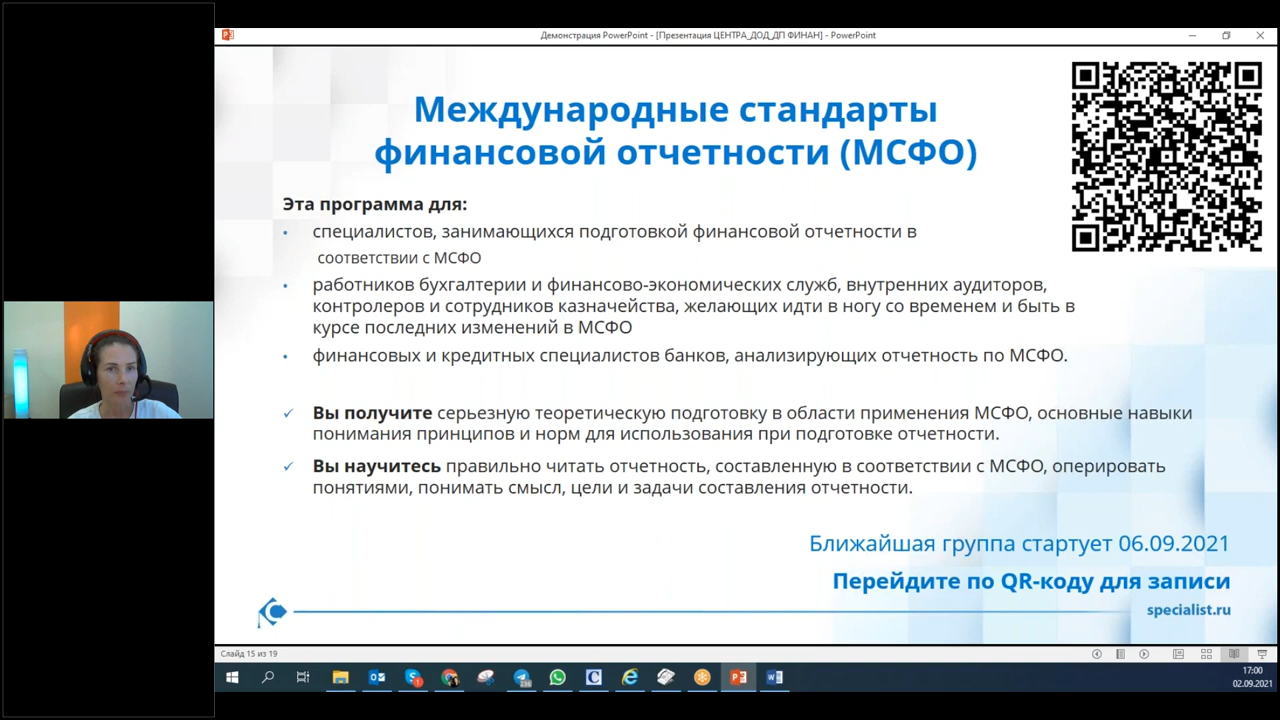 Демонстрация PowerPoint - [Презентация ЦЕНТРА_ДОД_ДП ФИНАН] - PowerPoint
Международные стандарты
финансовой отчетности (МСФО)
Эта программа для:
• специалистов, занимающихся подготовкой финансовой отчетности в
соответствии с МСФО
• работников бухгалтерии и финансово-экономических служб, внутренних аудиторов,
контролеров и сотрудников казначейства, желающих идти в ногу со временем и быть в
курсе последних изменений в МСФО
• финансовых и кредитных специалистов банков, анализирующих отчетность по МСФО.
✓ Вы получите серьезную теоретическую подготовку в области применения МСФО, основные навыки
понимания принципов и норм для использования при подготовке отчетности.
✓ Вы научитесь правильно читать отчетность, составленную в соответствии с МСФО, оперировать
понятиями, понимать смысл, цели и задачи составления отчетности.
Ближайшая группа стартует 06.09.2021
Перейдите по QR-коду для записи
specialist.ru
Слайд 15 из 19
17:00
02.09.2021